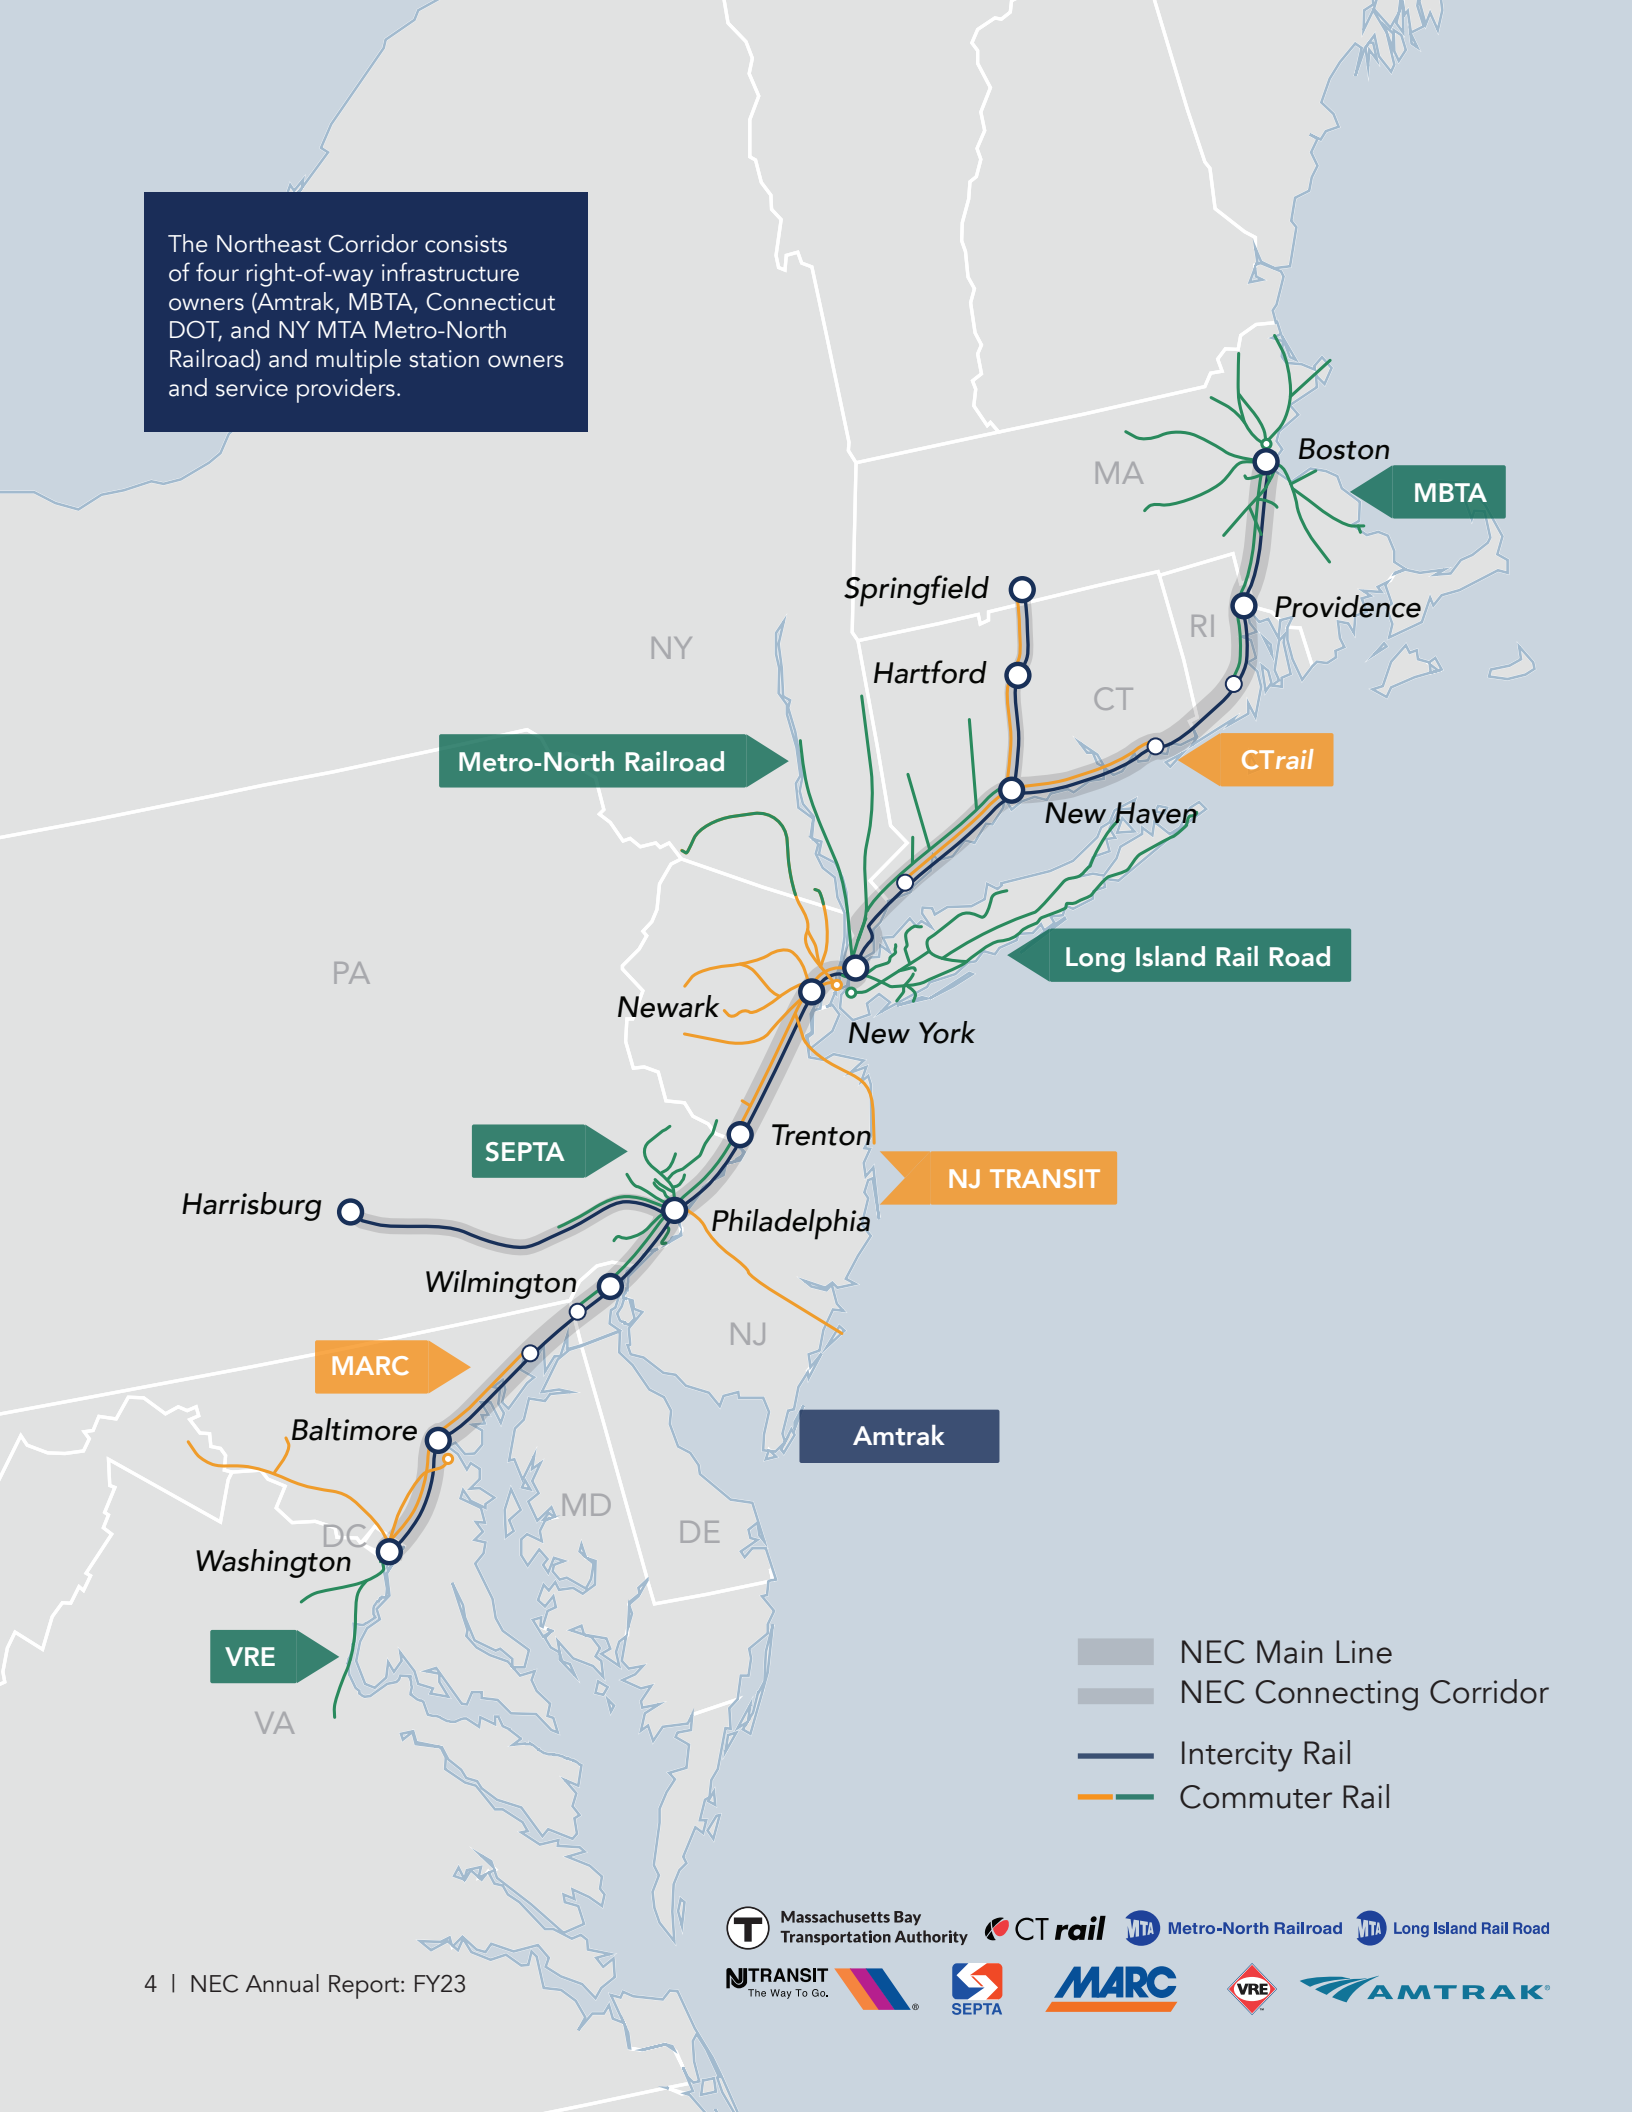 The Northeast Corridor consists
of four right-of-way infrastructure
owners (Amtrak, MBTA, Connecticut
DOT, and NY MTA Metro-North
Railroad) and multiple station owners
and service providers.
Boston
MA
MBTA
Springfield
Providence
RI
NY
Hartford
CT
Metro-North Railroad
CTrail
New Haven
Long Island Rail Road
PA
Newark
New York
Trenton
SEPTA
NJ TRANSIT
Harrisburg
Philadelphia
Wilmington
NJ
MARC
Baltimore
Amtrak
MD
DE
DC
Washington
VRE
VA
NEC Main Line
NEC Connecting Corridor
Intercity Rail
Commuter Rail
T
Massachusetts Bay
Transportation Authority
CT rail
MTA Metro-North Railroad
MTA Long Island Rail Road
NJ TRANSIT
The Way To Go.
SEPTA
MARC
VRE
AMTRAK®
4 | NEC Annual Report: FY23